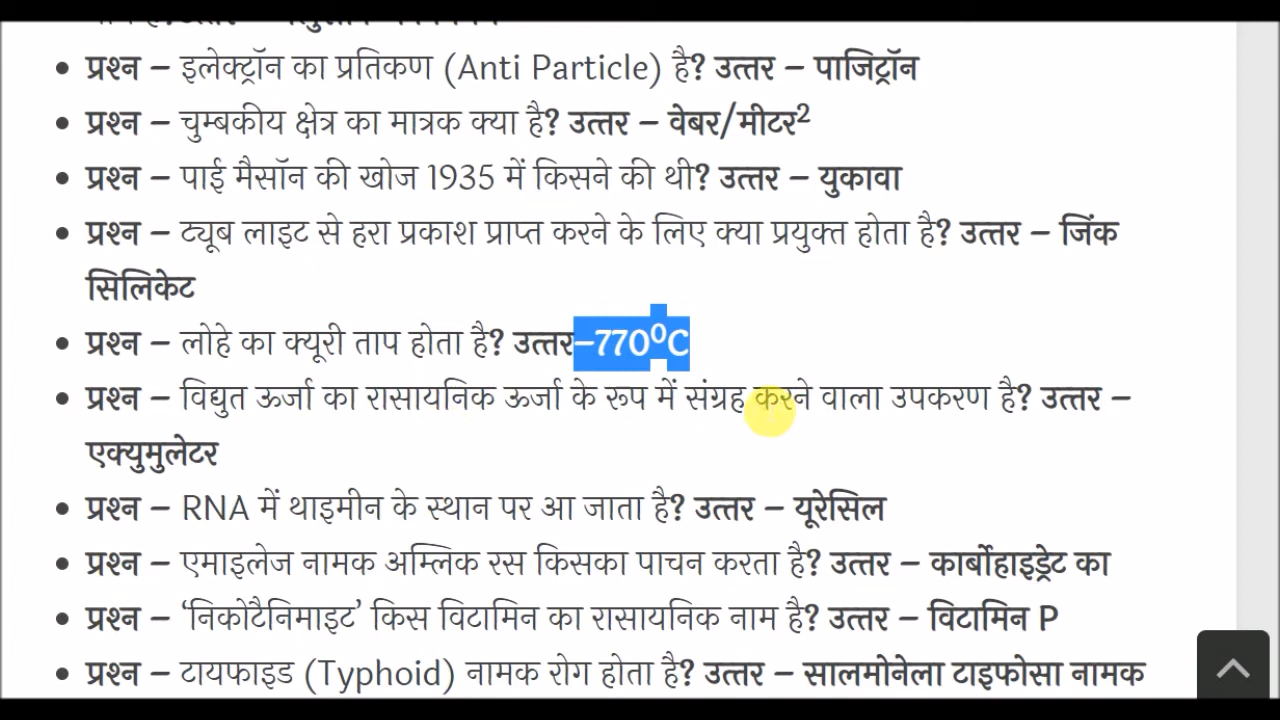 • प्रश्न – इलेक्ट्रॉन का प्रतिकण (Anti Particle) है? उत्तर – पाजिट्रॉन
• प्रश्न – चुम्बकीय क्षेत्र का मात्रक क्या है? उत्तर – वेबर/मीटर²
• प्रश्न – पाई मैसॉन की खोज 1935 में किसने की थी? उत्तर – युकावा
• प्रश्न – ट्यूब लाइट से हरा प्रकाश प्राप्त करने के लिए क्या प्रयुक्त होता है? उत्तर – जिंक
सिलिकेट
• प्रश्न – लोहे का क्यूरी ताप होता है? उत्तर–770⁰C
• प्रश्न – विद्युत ऊर्जा का रासायनिक ऊर्जा के रूप में संग्रह करने वाला उपकरण है? उत्तर –
एक्युमुलेटर
• प्रश्न – RNA में थाइमीन के स्थान पर आ जाता है? उत्तर – यूरेसिल
• प्रश्न – एमाइलेज नामक अम्लिक रस किसका पाचन करता है? उत्तर – कार्बोहाइड्रेट का
• प्रश्न – ‘निकोटैनिमाइट’ किस विटामिन का रासायनिक नाम है? उत्तर – विटामिन P
• प्रश्न – टायफाइड (Typhoid) नामक रोग होता है? उत्तर – सालमोनेला टाइफोसा नामक